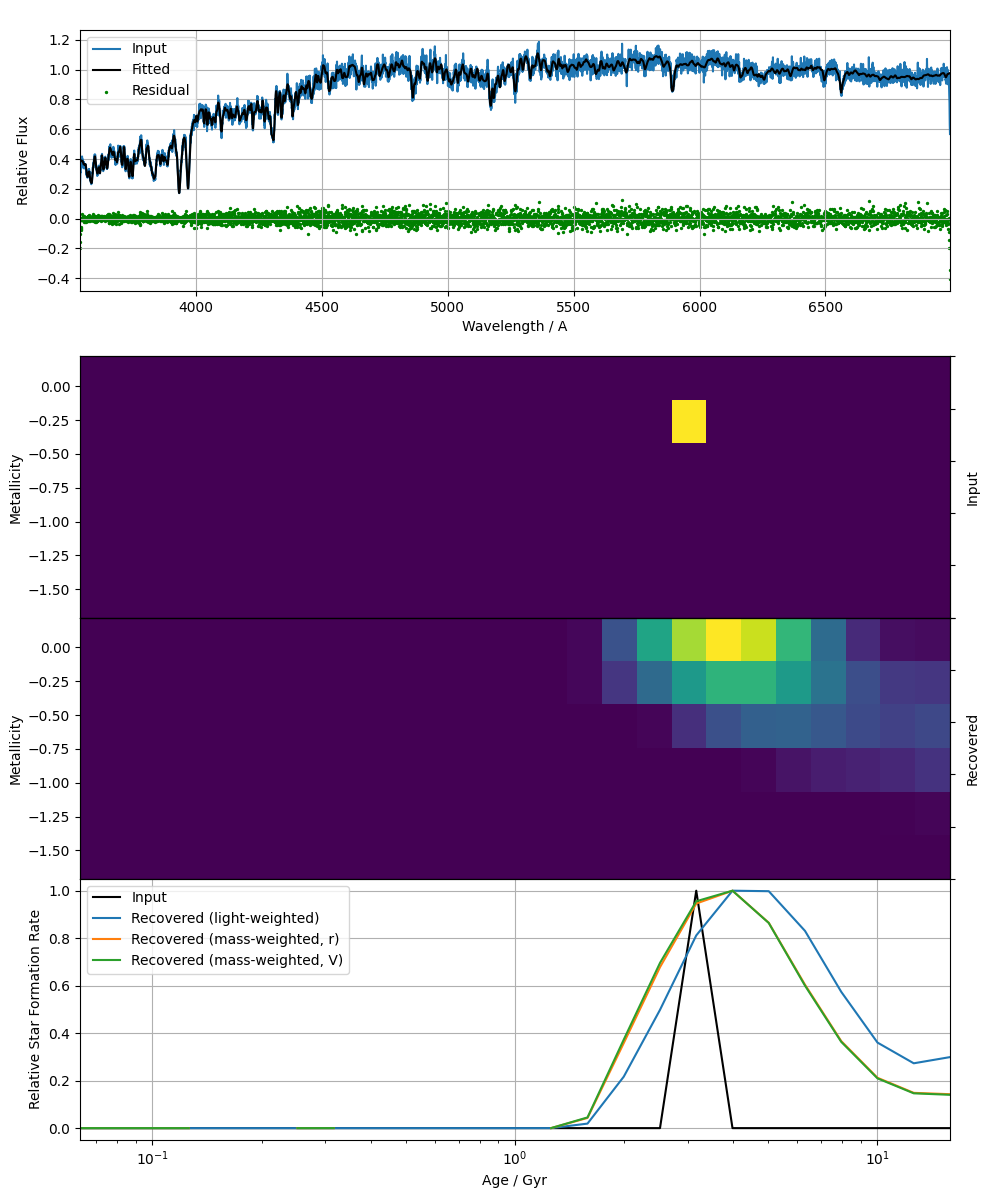 1.2
1.0
0.8
0.6
0.4
0.2
0.0
−0.2
−0.4
Relative Flux
Input
Fitted
Residual
4000 4500 5000 5500 6000 6500
Wavelength / A
0.00
−0.25
−0.50
−0.75
−1.00
−1.25
−1.50
Metallicity
Input
0.00
−0.25
−0.50
−0.75
−1.00
−1.25
−1.50
Metallicity
Recovered
1.0
0.8
0.6
0.4
0.2
0.0
Relative Star Formation Rate
Input
Recovered (light-weighted)
Recovered (mass-weighted, r)
Recovered (mass-weighted, V)
10⁻¹ 10⁰ 10¹
Age / Gyr